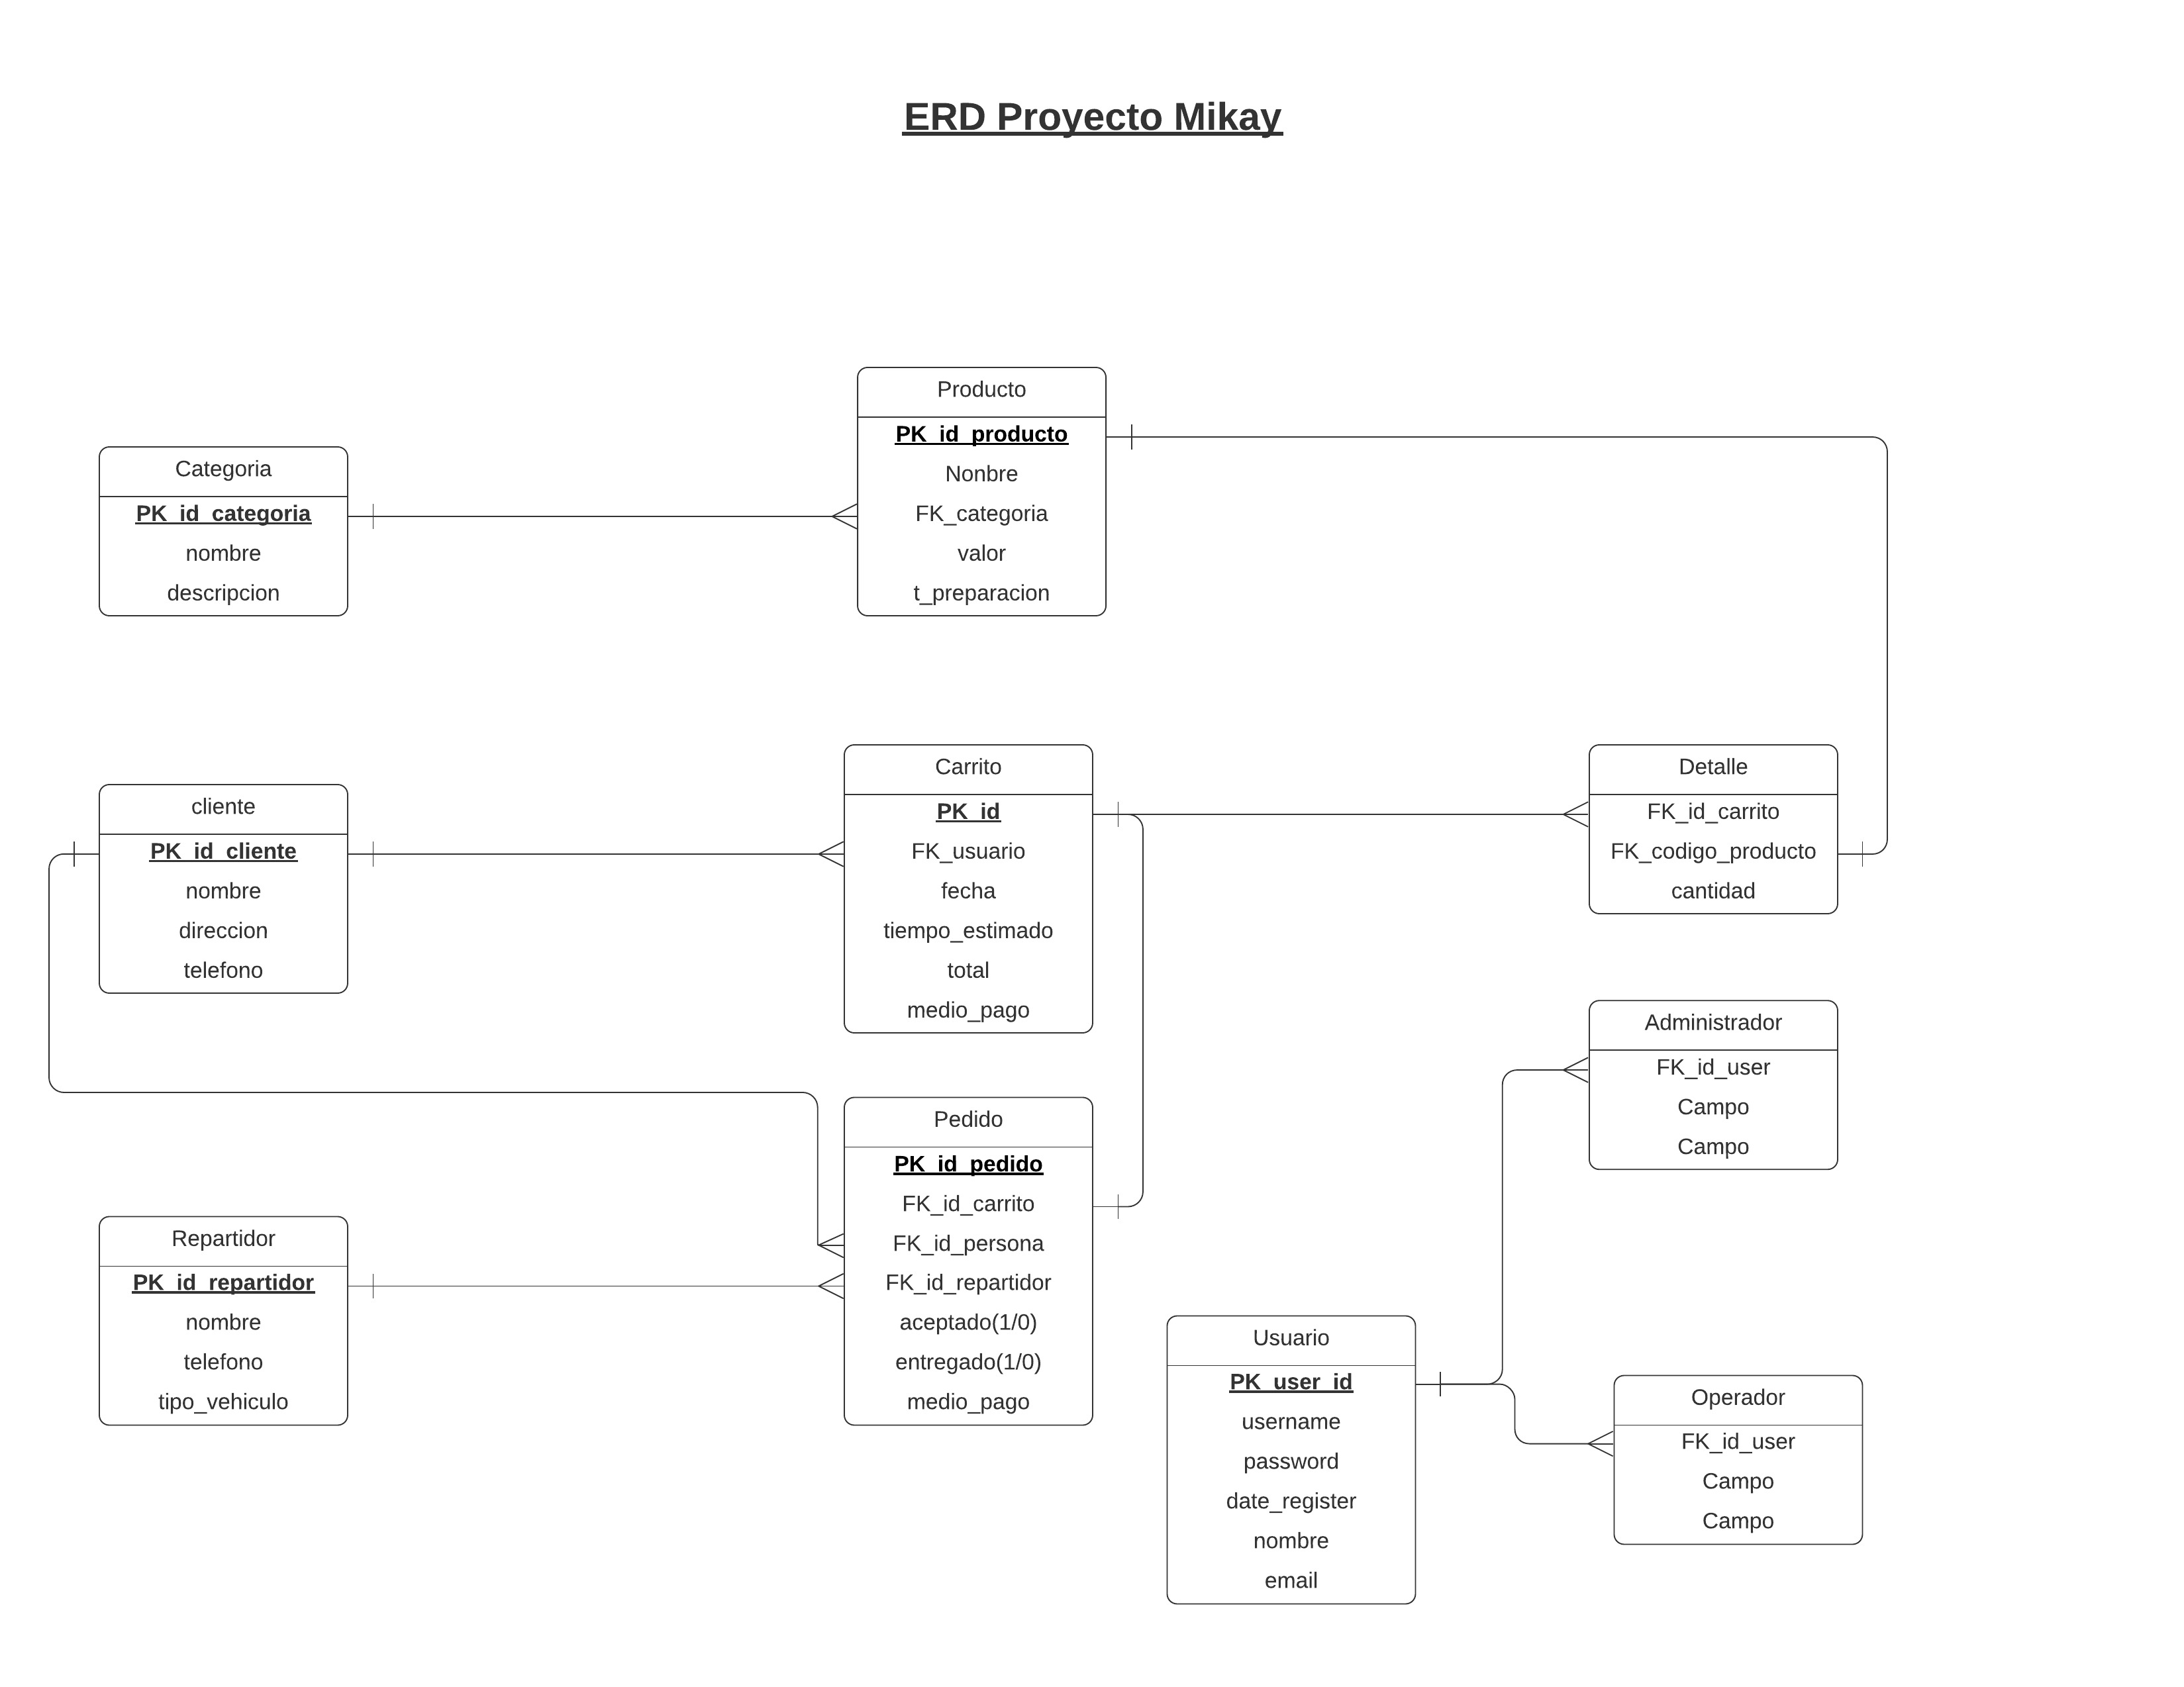 ERD Proyecto Mikay
Producto
PK_id_producto
Nonbre
FK_categoria
valor
t_preparacion
Categoria
PK_id_categoria
nombre
descripcion
cliente
PK_id_cliente
nombre
direccion
telefono
Carrito
PK_id
FK_usuario
fecha
tiempo_estimado
total
medio_pago
Detalle
FK_id_carrito
FK_codigo_producto
cantidad
Administrador
FK_id_user
Campo
Campo
Pedido
PK_id_pedido
FK_id_carrito
FK_id_persona
FK_id_repartidor
aceptado(1/0)
entregado(1/0)
medio_pago
Repartidor
PK_id_repartidor
nombre
telefono
tipo_vehiculo
Usuario
PK_user_id
username
password
date_register
nombre
email
Operador
FK_id_user
Campo
Campo